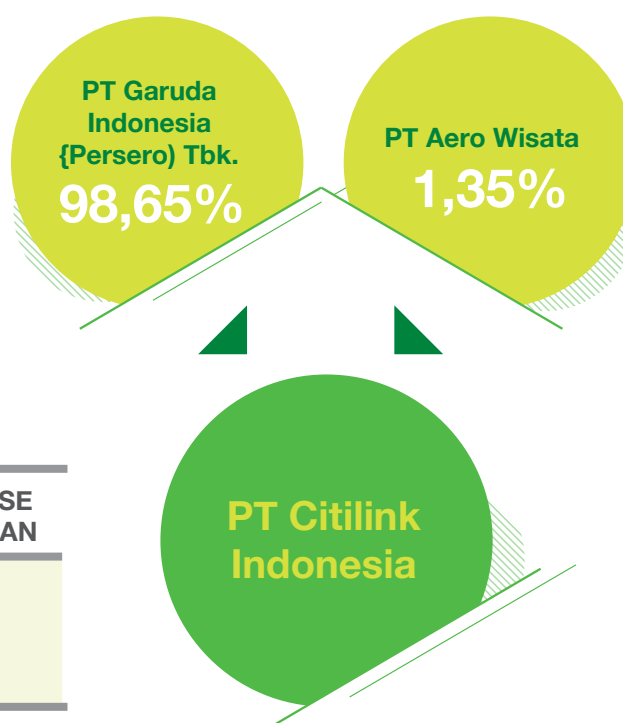 PT Garuda
Indonesia
{Persero) Tbk.
98,65%
PT Aero Wisata
1,35%
PT Citilink
Indonesia
SE
AN